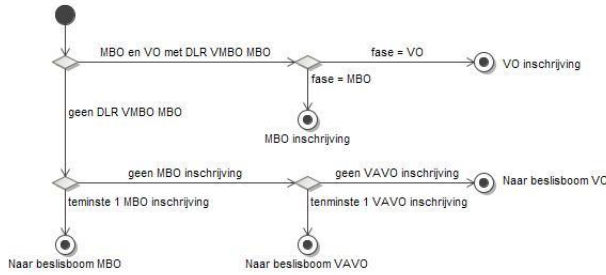 MBO en VO met DLR VMBO MBO
fase = VO
VO inschrijving
fase = MBO
geen DLR VMBO MBO
MBO inschrijving
geen MBO inschrijving
geen VAVO inschrijving
Naar beslisboom VO
teminste 1 MBO inschrijving
tenminste 1 VAVO inschrijving
Naar beslisboom MBO
Naar beslisboom VAVO